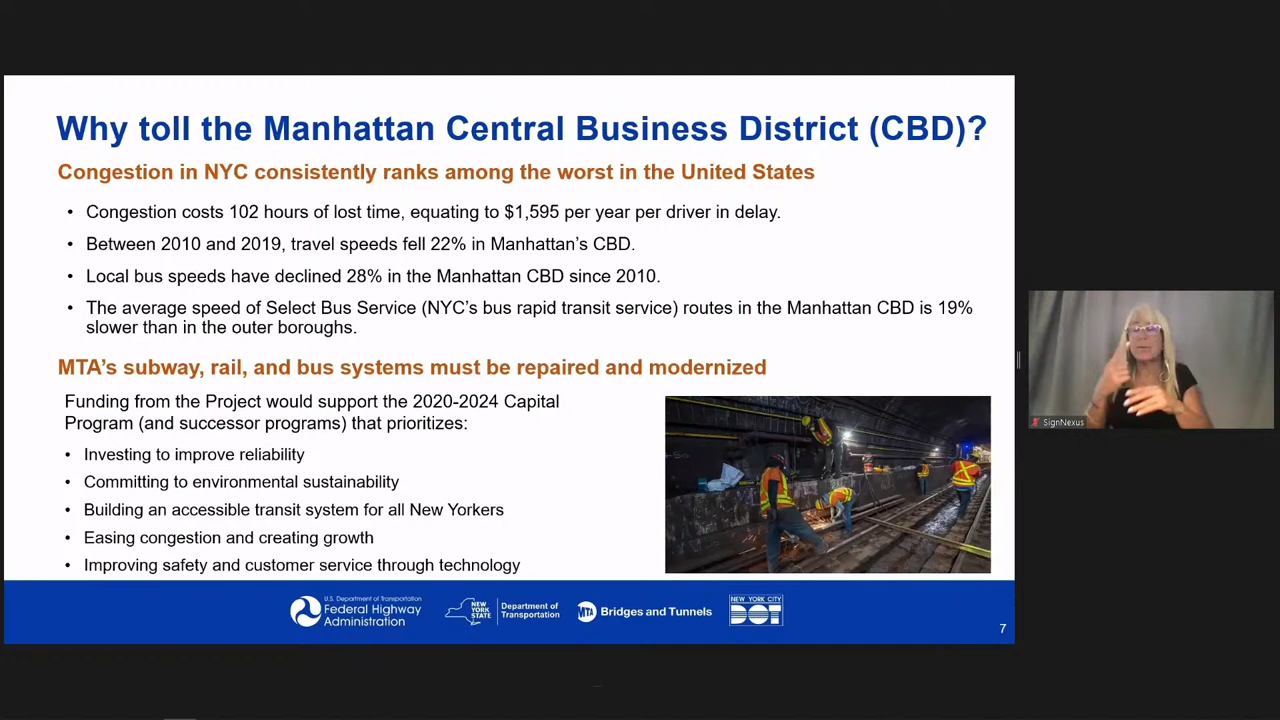 Why toll the Manhattan Central Business District (CBD)?
Congestion in NYC consistently ranks among the worst in the United States
• Congestion costs 102 hours of lost time, equating to $1,595 per year per driver in delay.
• Between 2010 and 2019, travel speeds fell 22% in Manhattan’s CBD.
• Local bus speeds have declined 28% in the Manhattan CBD since 2010.
• The average speed of Select Bus Service (NYC’s bus rapid transit service) routes in the Manhattan CBD is 19%
slower than in the outer boroughs.
MTA’s subway, rail, and bus systems must be repaired and modernized
Funding from the Project would support the 2020-2024 Capital
Program (and successor programs) that prioritizes:
• Investing to improve reliability
• Committing to environmental sustainability
• Building an accessible transit system for all New Yorkers
• Easing congestion and creating growth
• Improving safety and customer service through technology
SignNexus
U.S. Department of Transportation
Federal Highway
Administration
NEW
YORK
STATE
Department of
Transportation
MTA Bridges and Tunnels
NEW YORK CITY
DOT
7